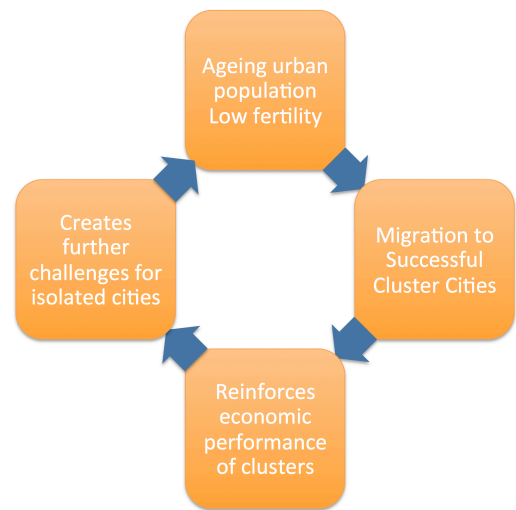 Ageing urban
population
Low fertility
Migration to
Successful
Cluster Cities
Reinforces
economic
performance
of clusters
Creates
further
challenges for
isolated cities